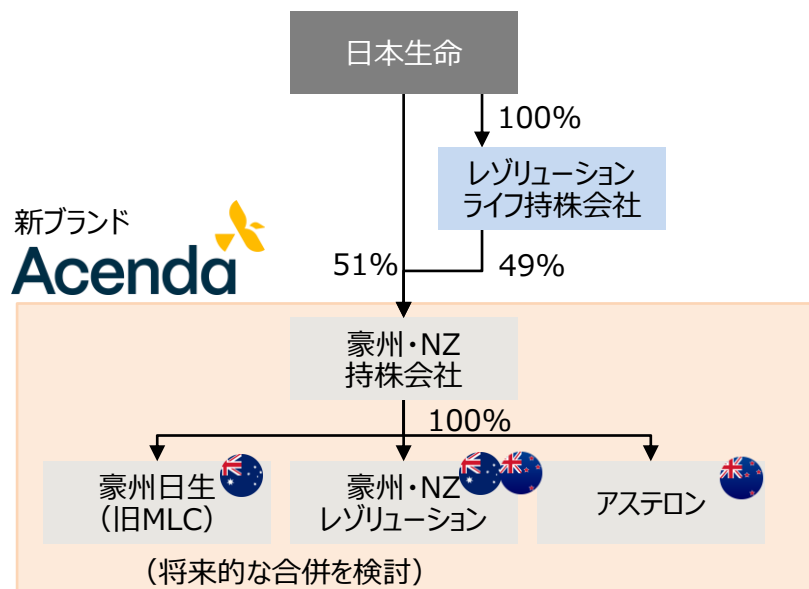 日本生命
100%
レゾリューション
ライフ持株会社
新ブランド
Acenda
51%
49%
豪州・NZ
持株会社
100%
豪州日生
（旧MLC）
豪州・NZ
レゾリューション
アステロン
（将来的な合併を検討）